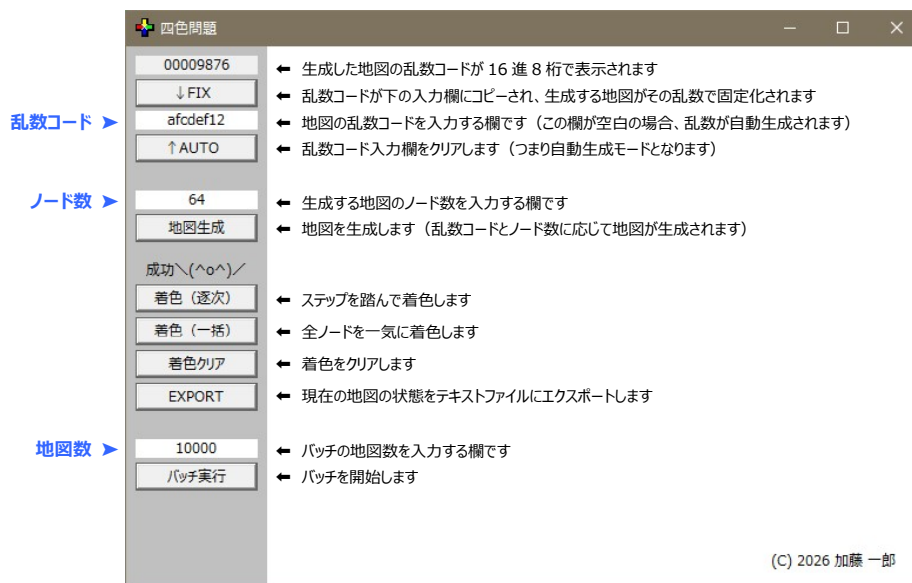 四色問題
00009876 ⬅ 生成した地図の乱数コードが 16 進 8 桁で表示されます
↓FIX ⬅ 乱数コードが下の入力欄にコピーされ、生成する地図がその乱数で固定化されます
乱数コード ➤ afcdef12 ⬅ 地図の乱数コードを入力する欄です（この欄が空白の場合、乱数が自動生成されます）
↑AUTO ⬅ 乱数コード入力欄をクリアします（つまり自動生成モードとなります）
ノード数 ➤ 64 ⬅ 生成する地図のノード数を入力する欄です
地図生成 ⬅ 地図を生成します（乱数コードとノード数に応じて地図が生成されます）
成功＼(^o^)／
着色（逐次） ⬅ ステップを踏んで着色します
着色（一括） ⬅ 全ノードを一気に着色します
着色クリア ⬅ 着色をクリアします
EXPORT ⬅ 現在の地図の状態をテキストファイルにエクスポートします
地図数 ➤ 10000 ⬅ バッチの地図数を入力する欄です
バッチ実行 ⬅ バッチを開始します
(C) 2026 加藤 一郎